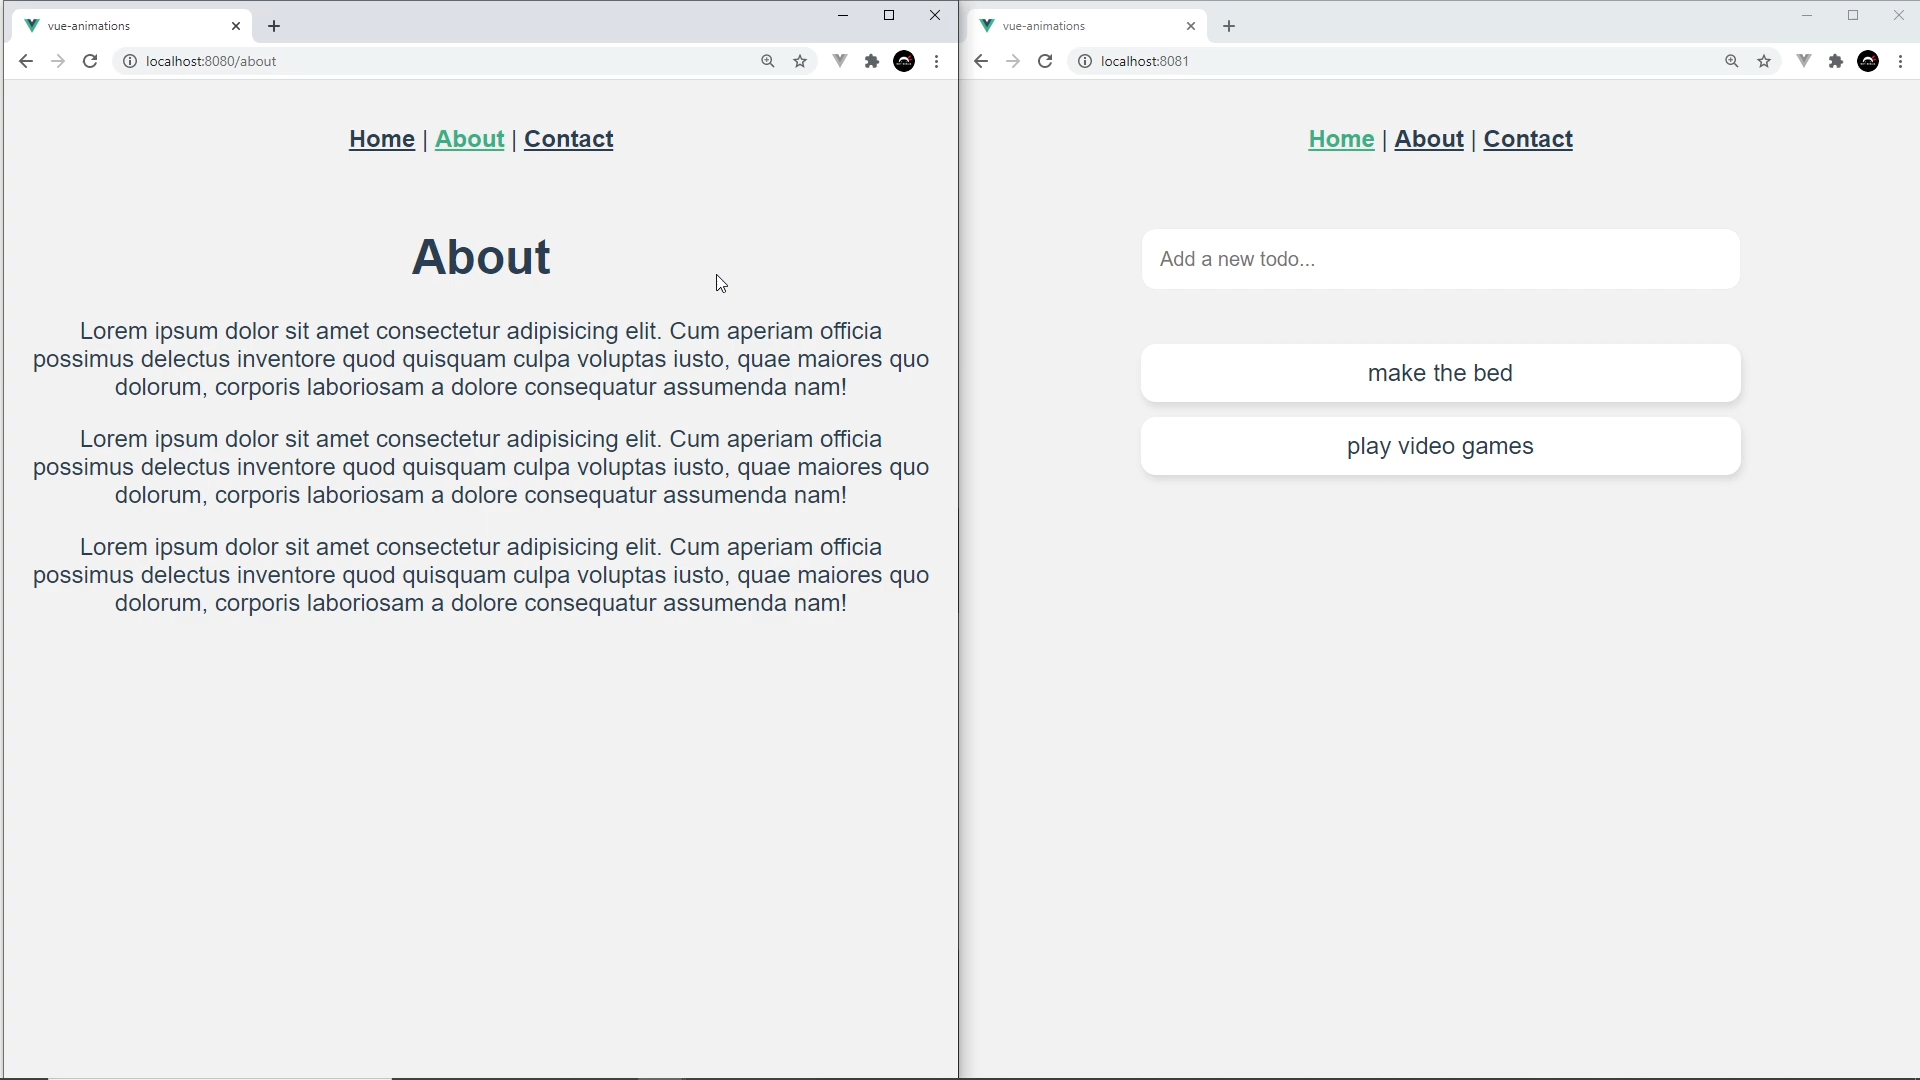 vue-animations
localhost:8080/about
Home | About | Contact
About
Lorem ipsum dolor sit amet consectetur adipisicing elit. Cum aperiam officia
possimus delectus inventore quod quisquam culpa voluptas iusto, quae maiores quo
dolorum, corporis laboriosam a dolore consequatur assumenda nam!
Lorem ipsum dolor sit amet consectetur adipisicing elit. Cum aperiam officia
possimus delectus inventore quod quisquam culpa voluptas iusto, quae maiores quo
dolorum, corporis laboriosam a dolore consequatur assumenda nam!
Lorem ipsum dolor sit amet consectetur adipisicing elit. Cum aperiam officia
possimus delectus inventore quod quisquam culpa voluptas iusto, quae maiores quo
dolorum, corporis laboriosam a dolore consequatur assumenda nam!
vue-animations
localhost:8081
Home | About | Contact
Add a new todo...
make the bed
play video games